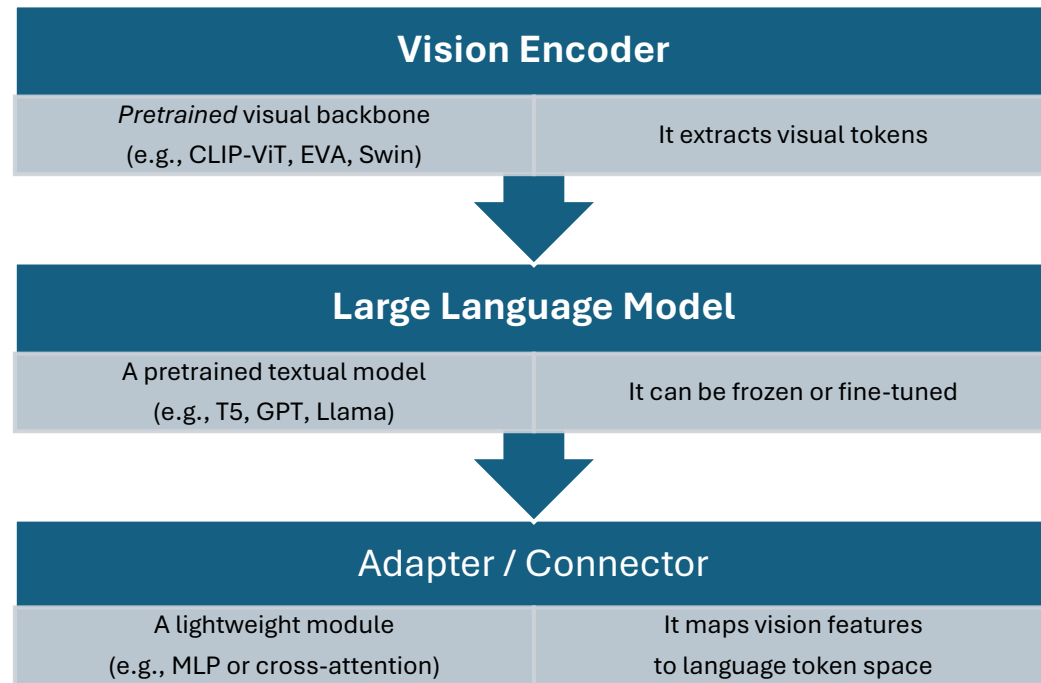 Vision Encoder
Pretrained visual backbone
(e.g., CLIP-ViT, EVA, Swin)
It extracts visual tokens
Large Language Model
A pretrained textual model
(e.g., T5, GPT, Llama)
It can be frozen or fine-tuned
Adapter / Connector
A lightweight module
(e.g., MLP or cross-attention)
It maps vision features
to language token space